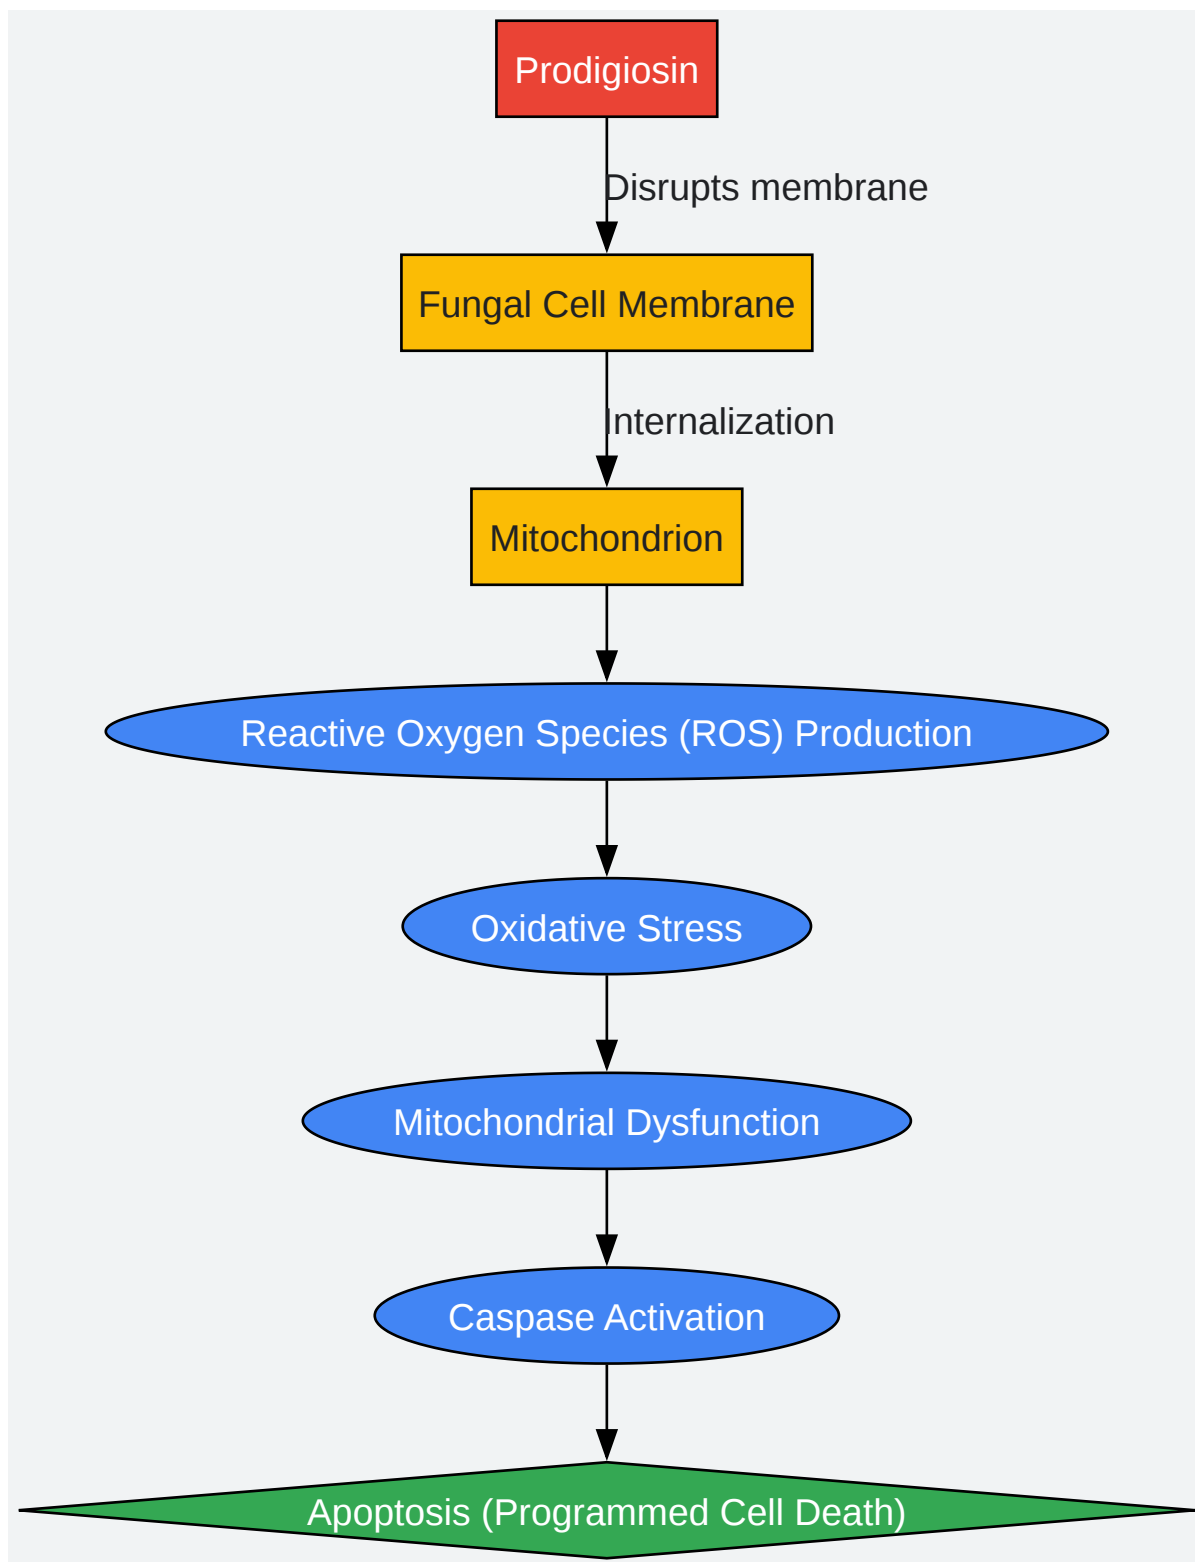 Prodigiosin
Disrupts membrane
Fungal Cell Membrane
Internalization
Mitochondrion
Reactive Oxygen Species (ROS) Production
Oxidative Stress
Mitochondrial Dysfunction
Caspase Activation
Apoptosis (Programmed Cell Death)